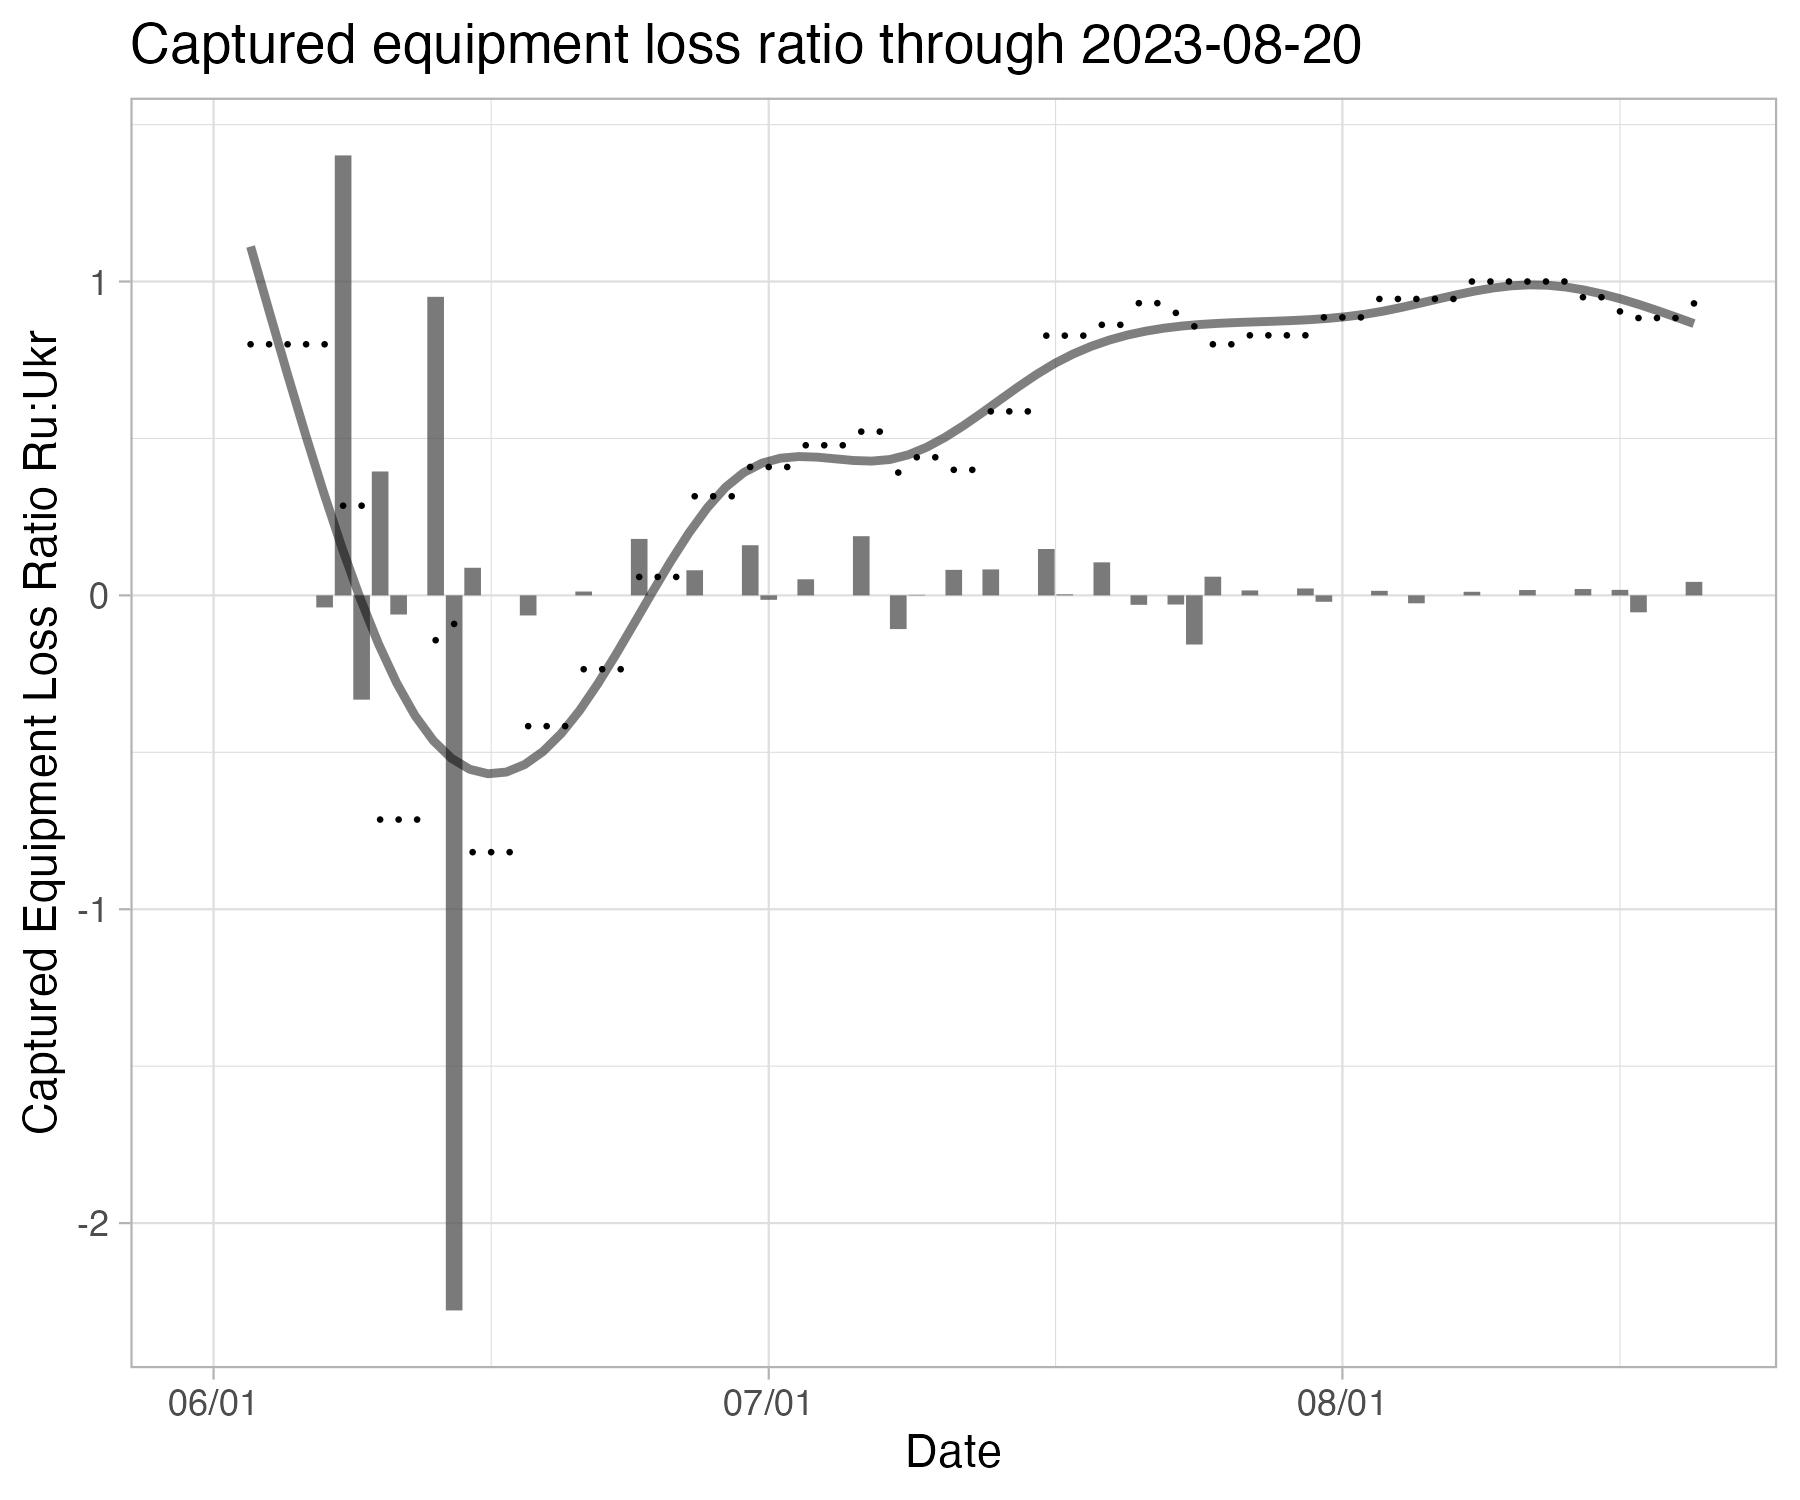 Captured equipment loss ratio through 2023-08-20
Captured Equipment Loss Ratio Ru:Ukr
1
0
-1
-2
06/01
07/01
08/01
Date